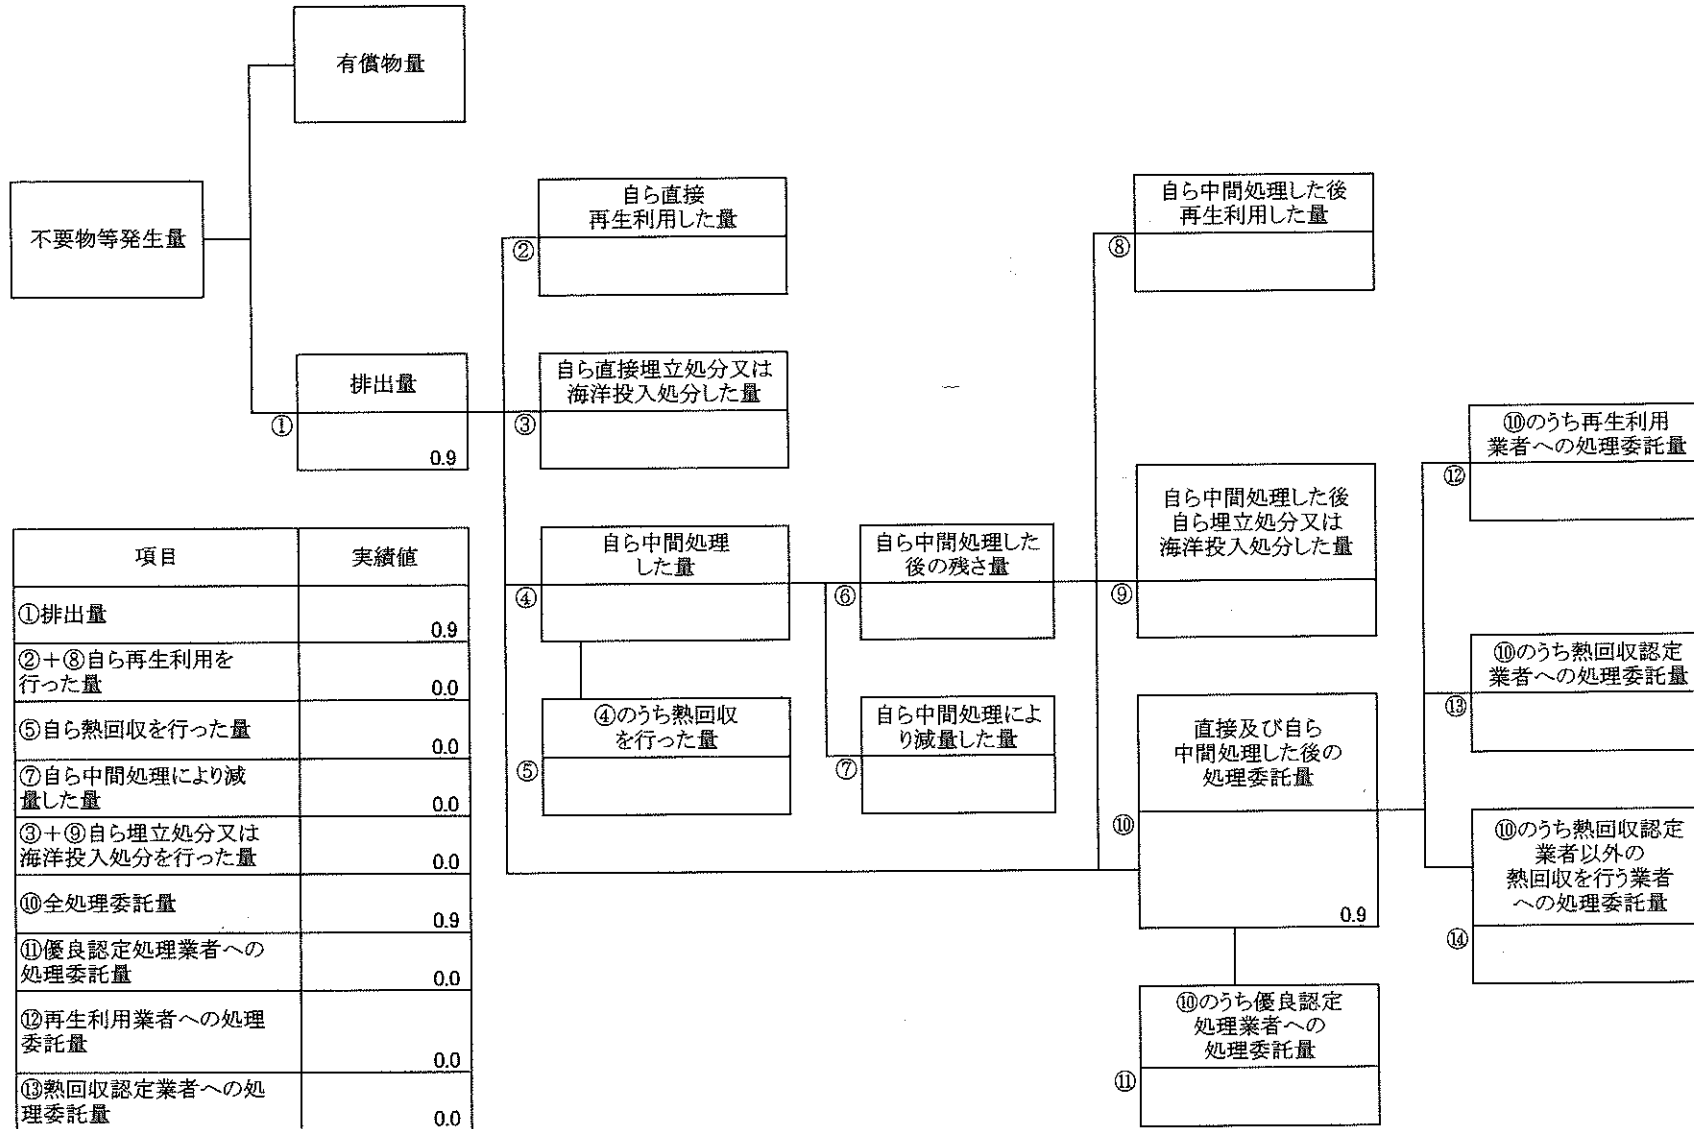 有償物量
不要物等発生量
排出量
①
0.9
自ら直接
再生利用した量
②
自ら直接埋立処分又は
海洋投入処分した量
③
自ら中間処理
した量
④
④のうち熱回収
を行った量
⑤
自ら中間処理した
後の残さ量
⑥
自ら中間処理によ
り減量した量
⑦
自ら中間処理した後
再生利用した量
⑧
自ら中間処理した後
自ら埋立処分又は
海洋投入処分した量
⑨
直接及び自ら
中間処理した後の
処理委託量
⑩
0.9
⑩のうち優良認定
処理業者への
処理委託量
⑪
⑩のうち再生利用
業者への処理委託量
⑫
⑩のうち熱回収認定
業者への処理委託量
⑬
⑩のうち熱回収認定
業者以外の
熱回収を行う業者
への処理委託量
⑭
項目 実績値
①排出量
0.9
②+⑧自ら再生利用を
行った量 0.0
⑤自ら熱回収を行った量
0.0
⑦自ら中間処理により減
量した量 0.0
③+⑨自ら埋立処分又は
海洋投入処分を行った量 0.0
⑩全処理委託量
0.9
⑪優良認定処理業者への
処理委託量 0.0
⑫再生利用業者への処理
委託量
0.0
⑬熱回収認定業者への処
理委託量 0.0